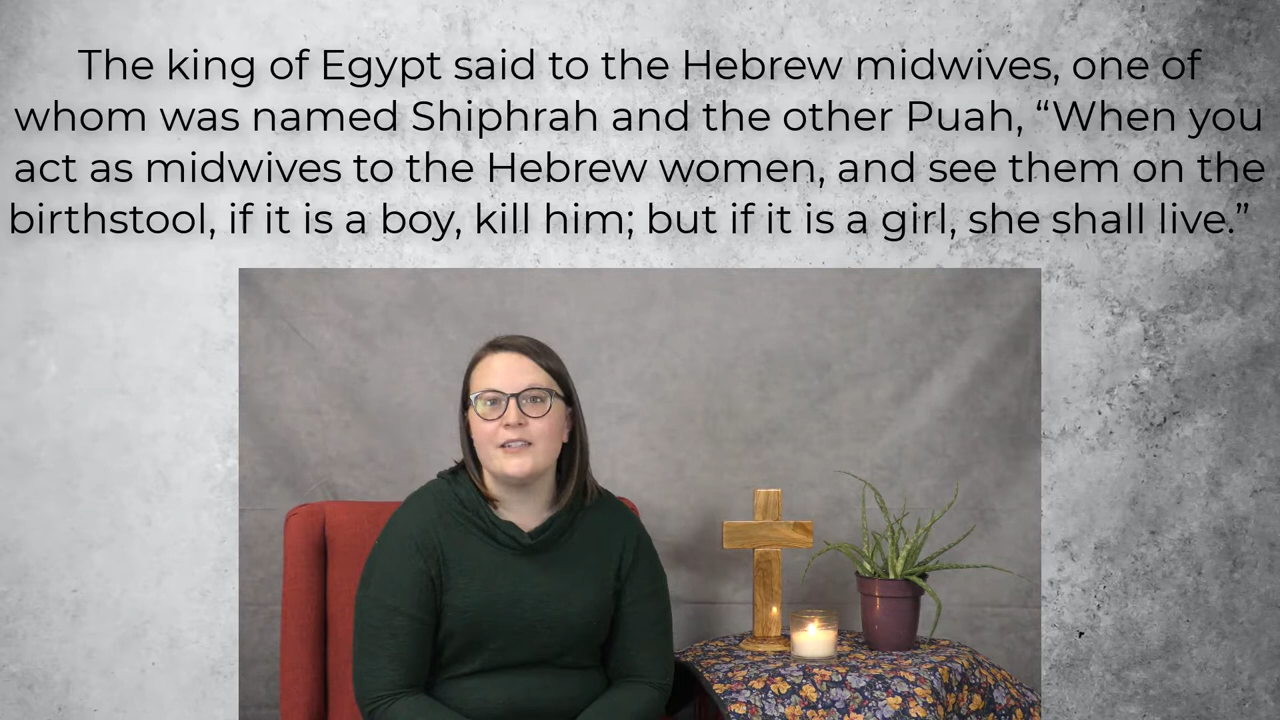 The king of Egypt said to the Hebrew midwives, one of
whom was named Shiphrah and the other Puah, “When you
act as midwives to the Hebrew women, and see them on the
birthstool, if it is a boy, kill him; but if it is a girl, she shall live.”